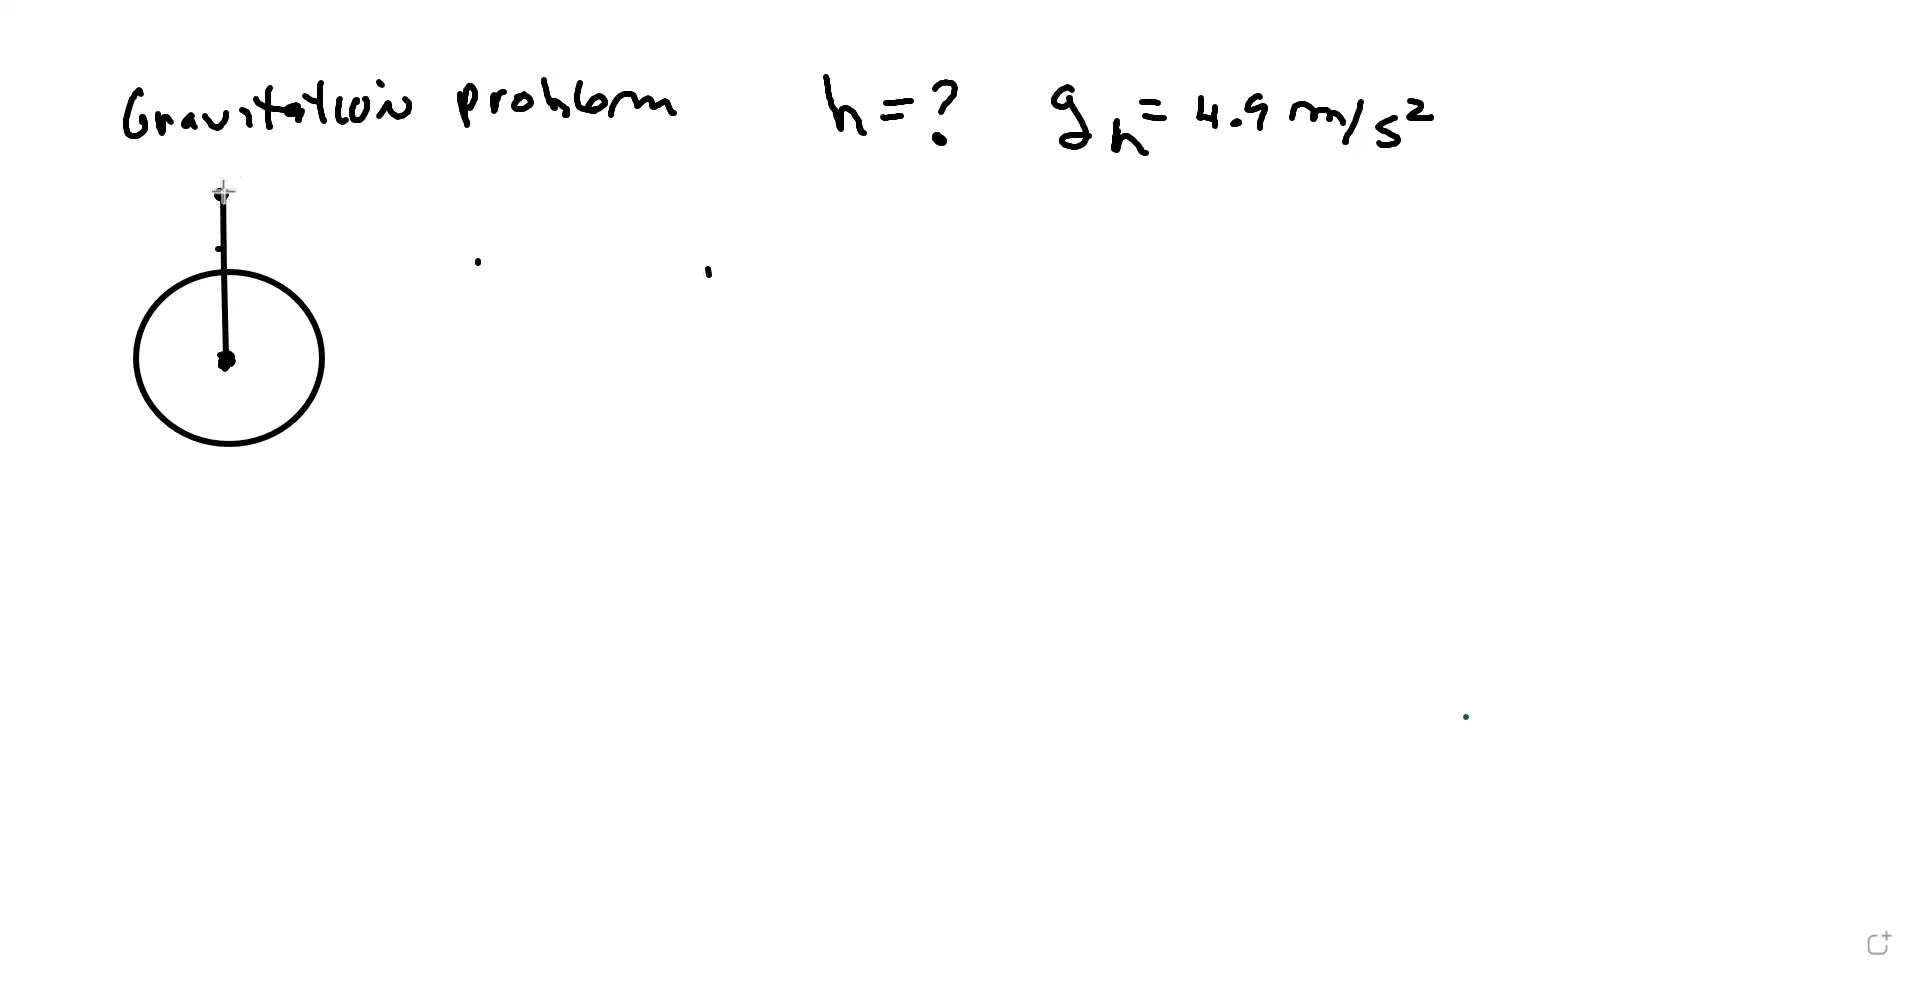 Gravitation problem h = ? g_h = 4.9 m/s²